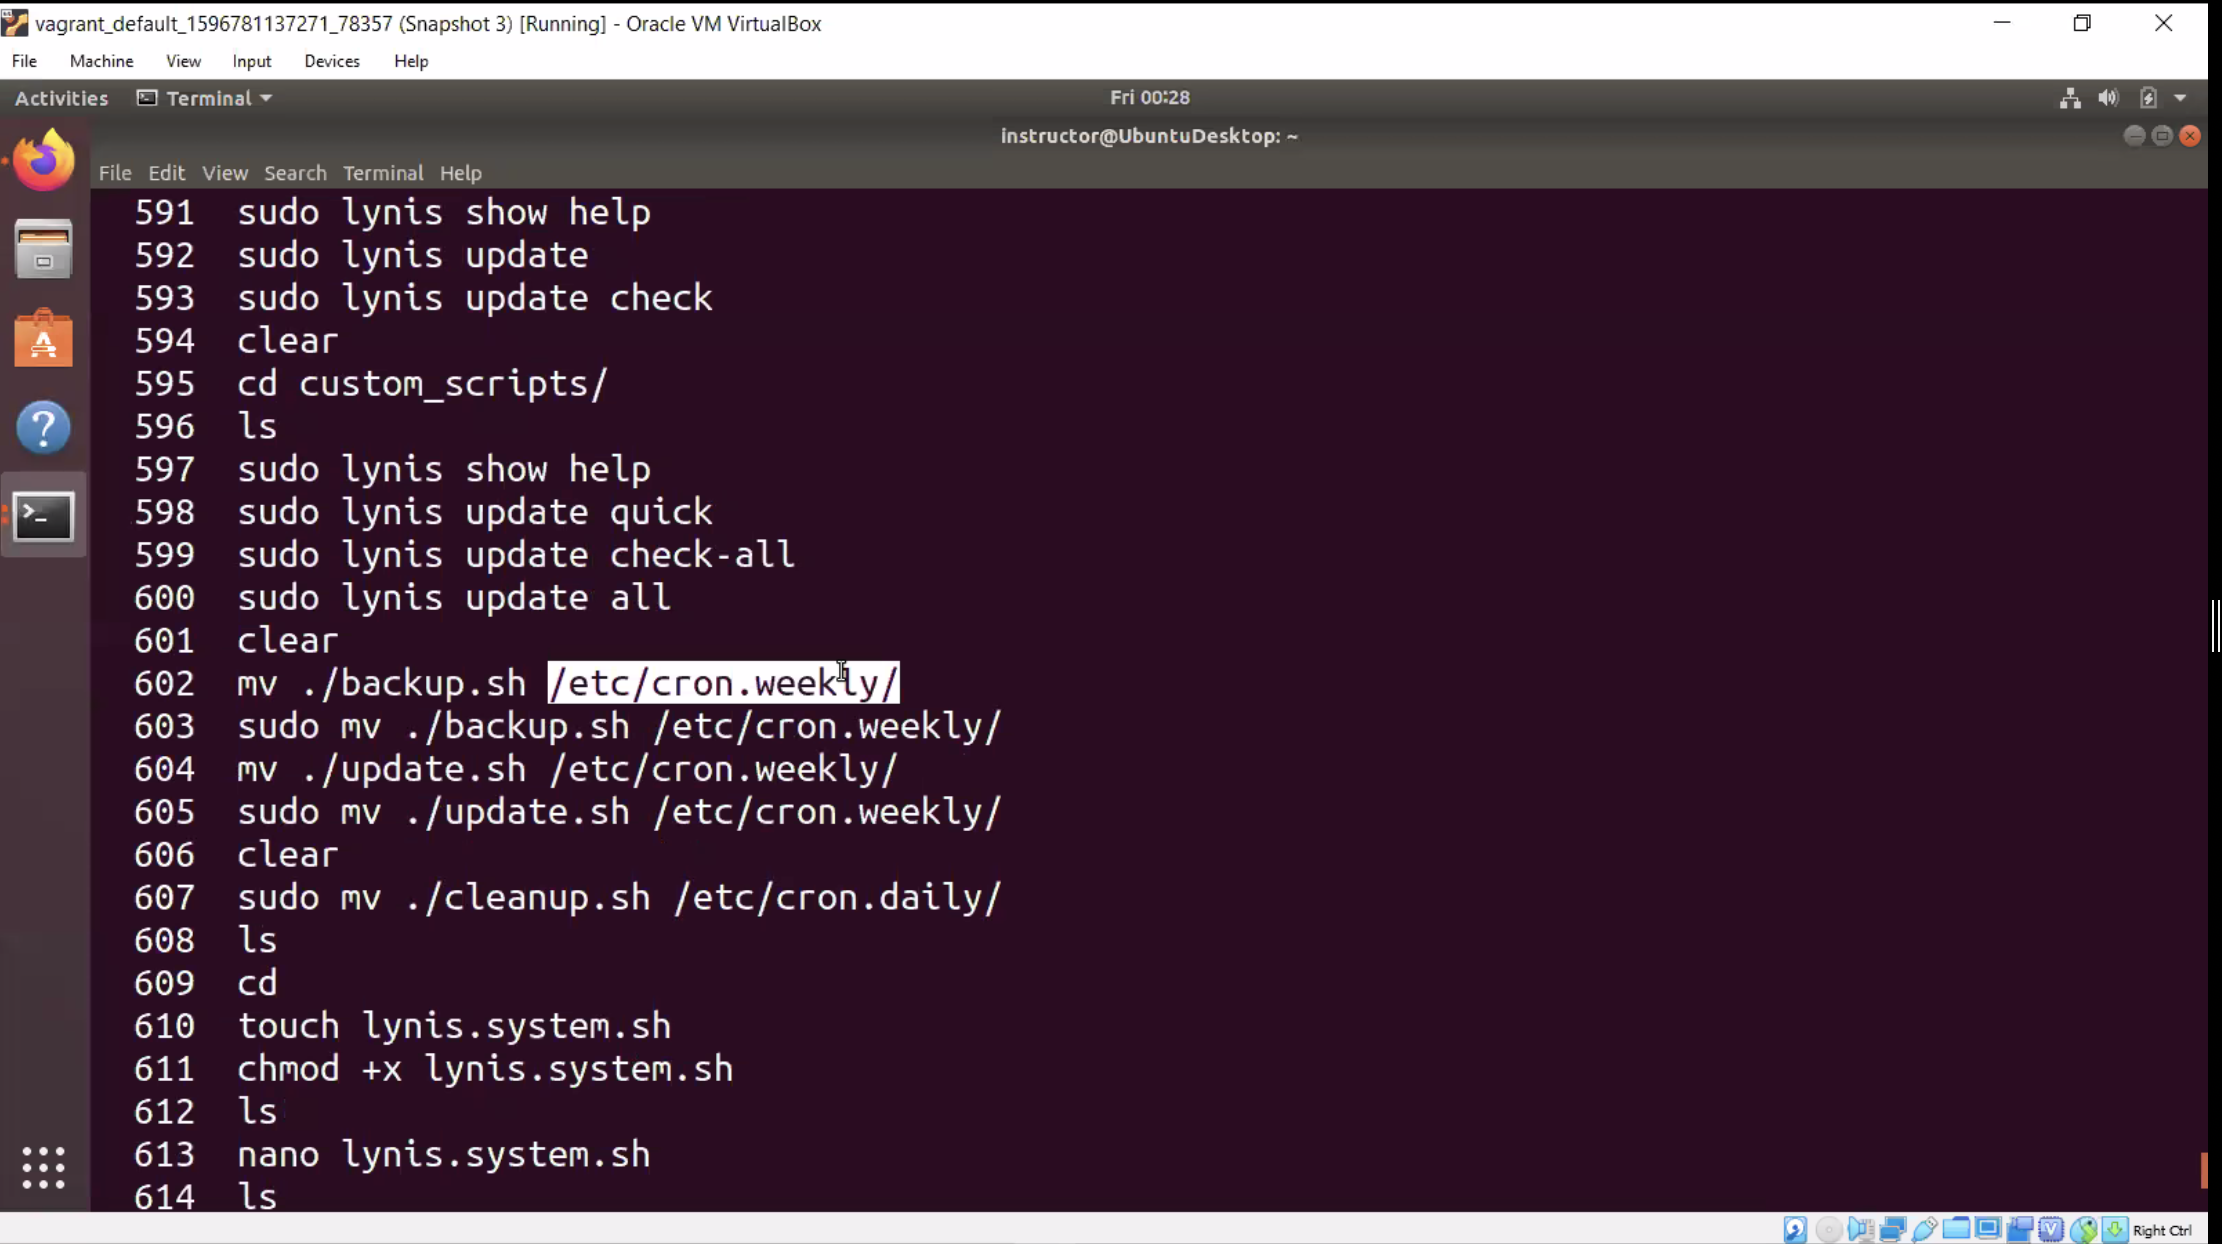 vagrant_default_1596781137271_78357 (Snapshot 3) [Running] - Oracle VM VirtualBox
File Machine View Input Devices Help
Activities Terminal Fri 00:28
instructor@UbuntuDesktop: ~
File Edit View Search Terminal Help
591 sudo lynis show help
592 sudo lynis update
593 sudo lynis update check
594 clear
595 cd custom_scripts/
596 ls
597 sudo lynis show help
598 sudo lynis update quick
599 sudo lynis update check-all
600 sudo lynis update all
601 clear
602 mv ./backup.sh /etc/cron.weekly/
603 sudo mv ./backup.sh /etc/cron.weekly/
604 mv ./update.sh /etc/cron.weekly/
605 sudo mv ./update.sh /etc/cron.weekly/
606 clear
607 sudo mv ./cleanup.sh /etc/cron.daily/
608 ls
609 cd
610 touch lynis.system.sh
611 chmod +x lynis.system.sh
612 ls
613 nano lynis.system.sh
614 ls
Right Ctrl